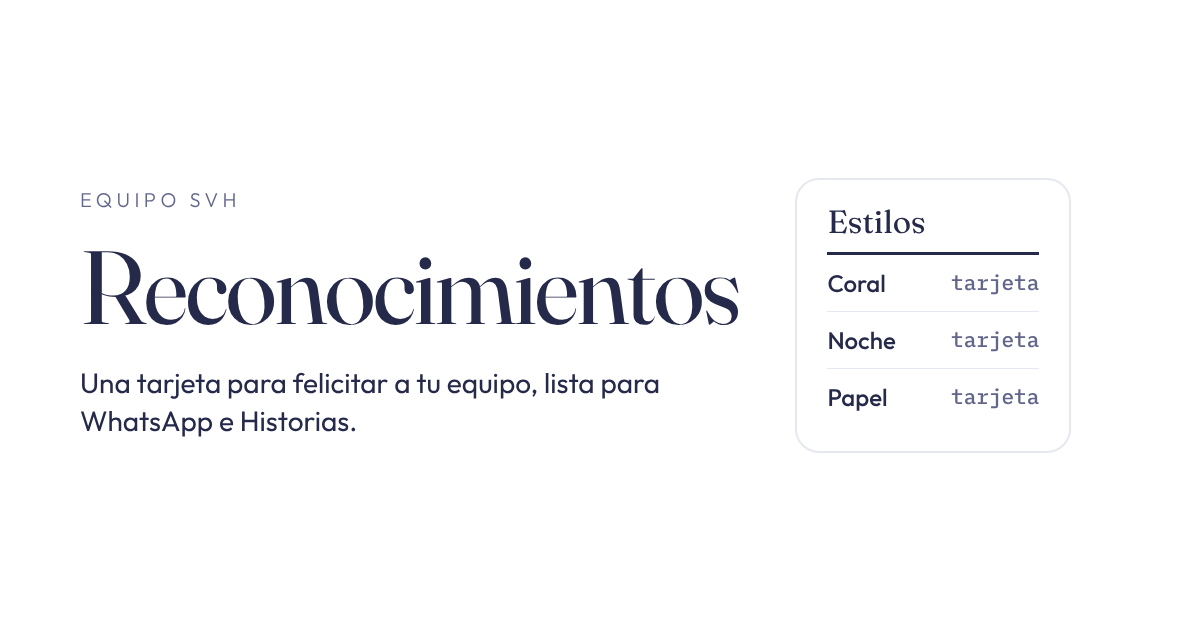 EQUIPO SVH
Reconocimientos
Una tarjeta para felicitar a tu equipo, lista para
WhatsApp e Historias.
Estilos
Coral tarjeta
Noche tarjeta
Papel tarjeta